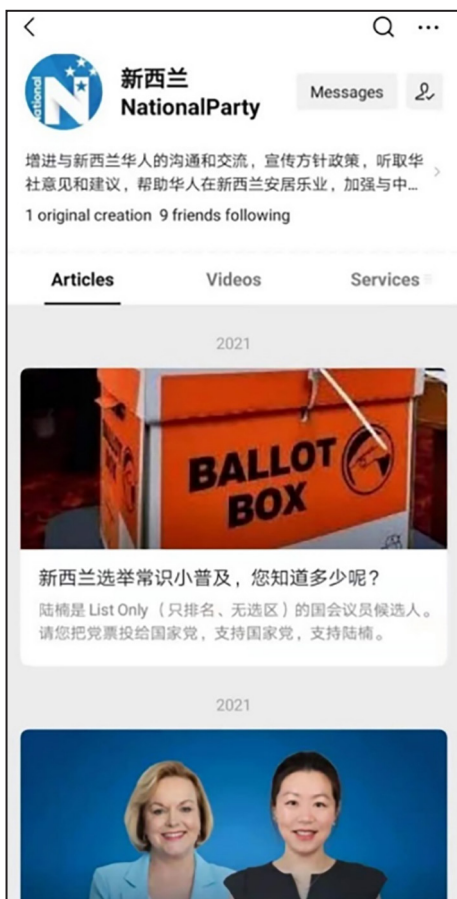 ational
N
新西兰
NationalParty
Messages
增进与新西兰华人的沟通和交流，宣传方针政策，听取华
社意见和建议，帮助华人在新西兰安居乐业，加强与中...
1 original creation 9 friends following
Articles Videos Services
2021
BALLOT
BOX
新西兰选举常识小普及，您知道多少呢？
陆楠是 List Only （只排名、无选区）的国会议员候选人。
请您把党票投给国家党，支持国家党，支持陆楠。
2021